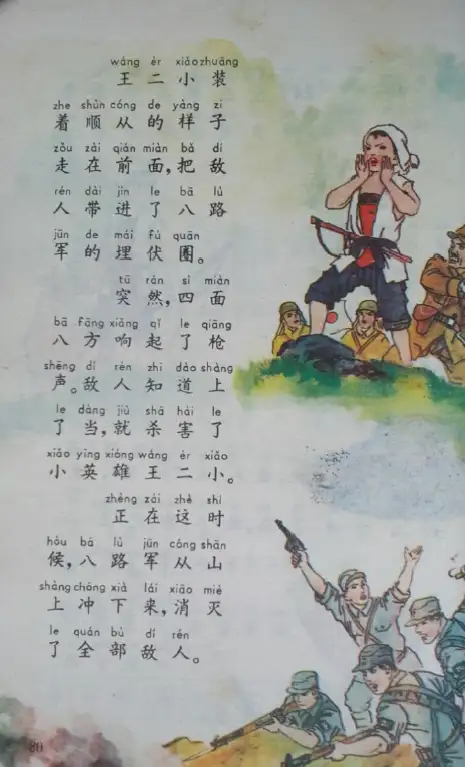 wáng èr xiǎo zhuāng
王二小装
zhe shùn cóng de yàng zi
着顺从的样子
zǒu zài qián miàn bǎ dí
走在前面，把敌
rén dài jìn le bā lù
人带进了八路
jūn de mái fú quān
军的埋伏圈。
tū rán sì miàn
突然，四面
bā fāng xiǎng qǐ le qiāng
八方响起了枪
shēng dí rén zhī dào shàng
声。敌人知道上
le dàng jiù shā hài le
了当，就杀害了
xiǎo yīng xióng wáng èr xiǎo
小英雄王二小。
zhèng zài zhè shí
正在这时
hòu bā lù jūn cóng shān
候，八路军从山
shàng chōng xià lái xiāo miè
上冲下来，消灭
le quán bù dí rén
了全部敌人。
80